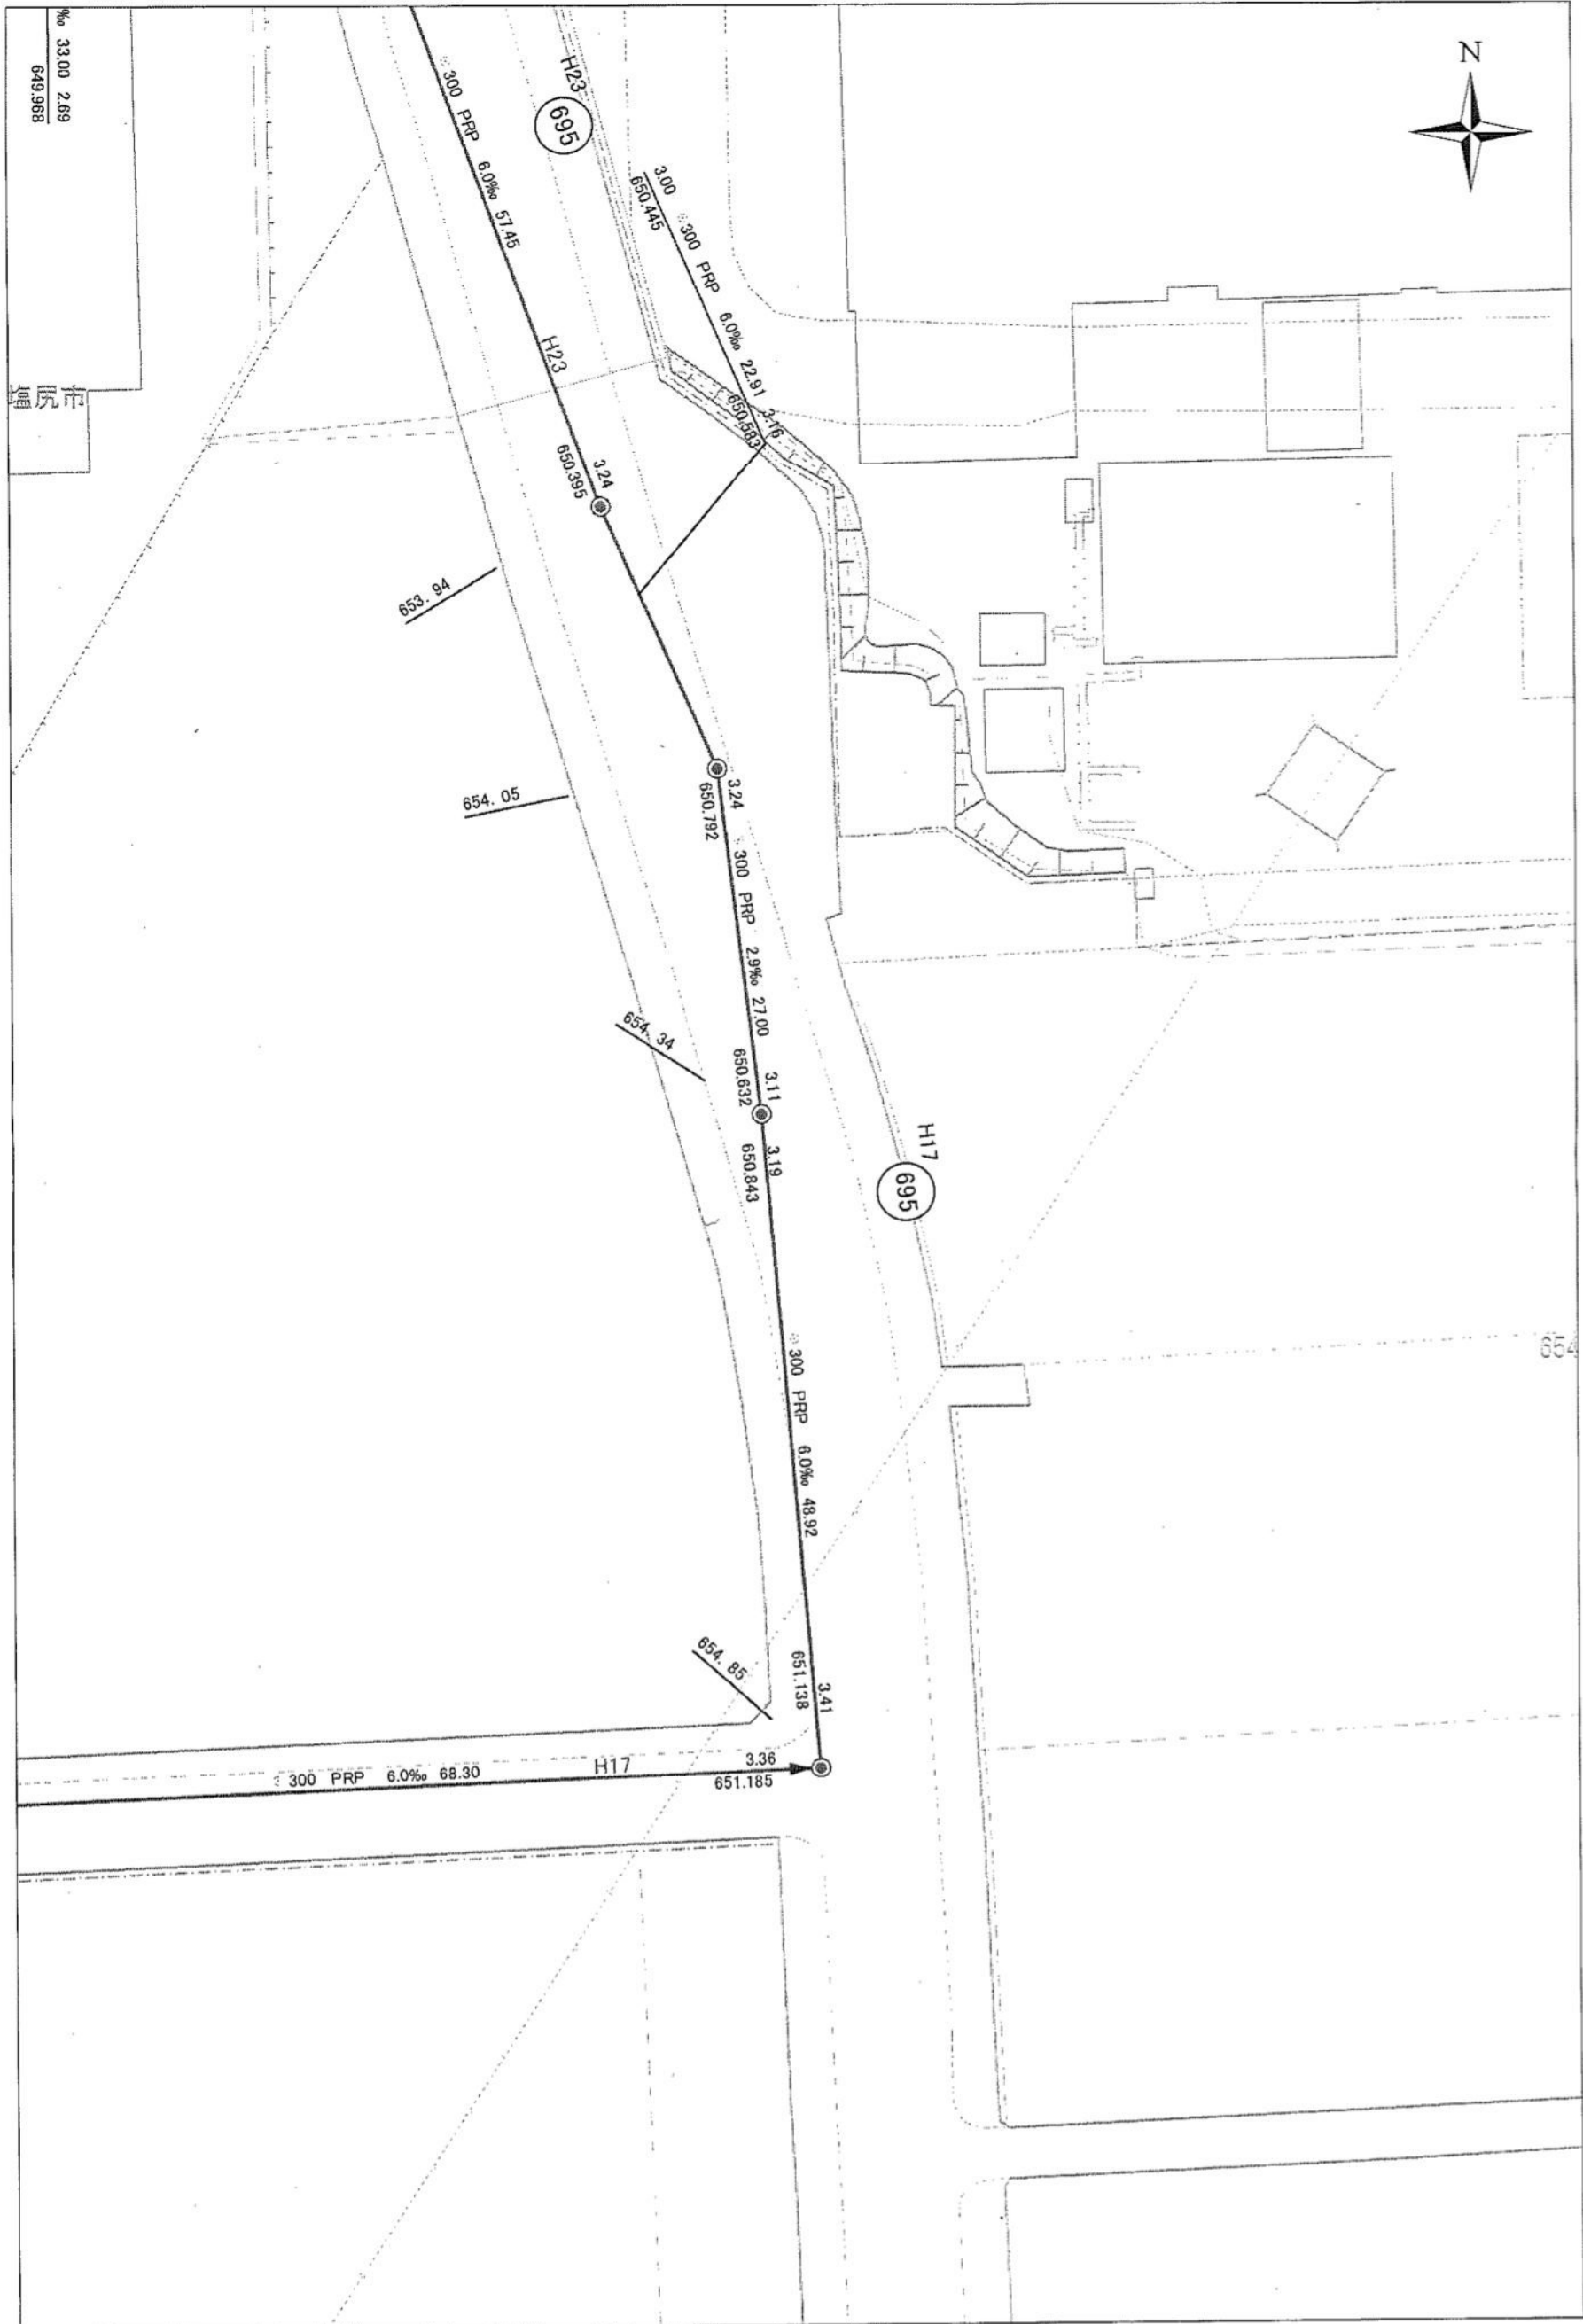 N
‰ 33.00 2.69
649.968
300 PRP 6.0‰ 57.45
H23
695
3.00
650.445
300 PRP 6.0‰ 22.91
3.16
650.583
H23
塩尻市
3.24
650.395
653.94
3.24
650.792
654.05
300 PRP 2.9‰ 27.00
3.11
650.632
654.34
3.19
650.843
H17
695
654
300 PRP 6.0‰ 48.92
654.85
3.41
651.138
300 PRP 6.0‰ 68.30
H17
3.36
651.185